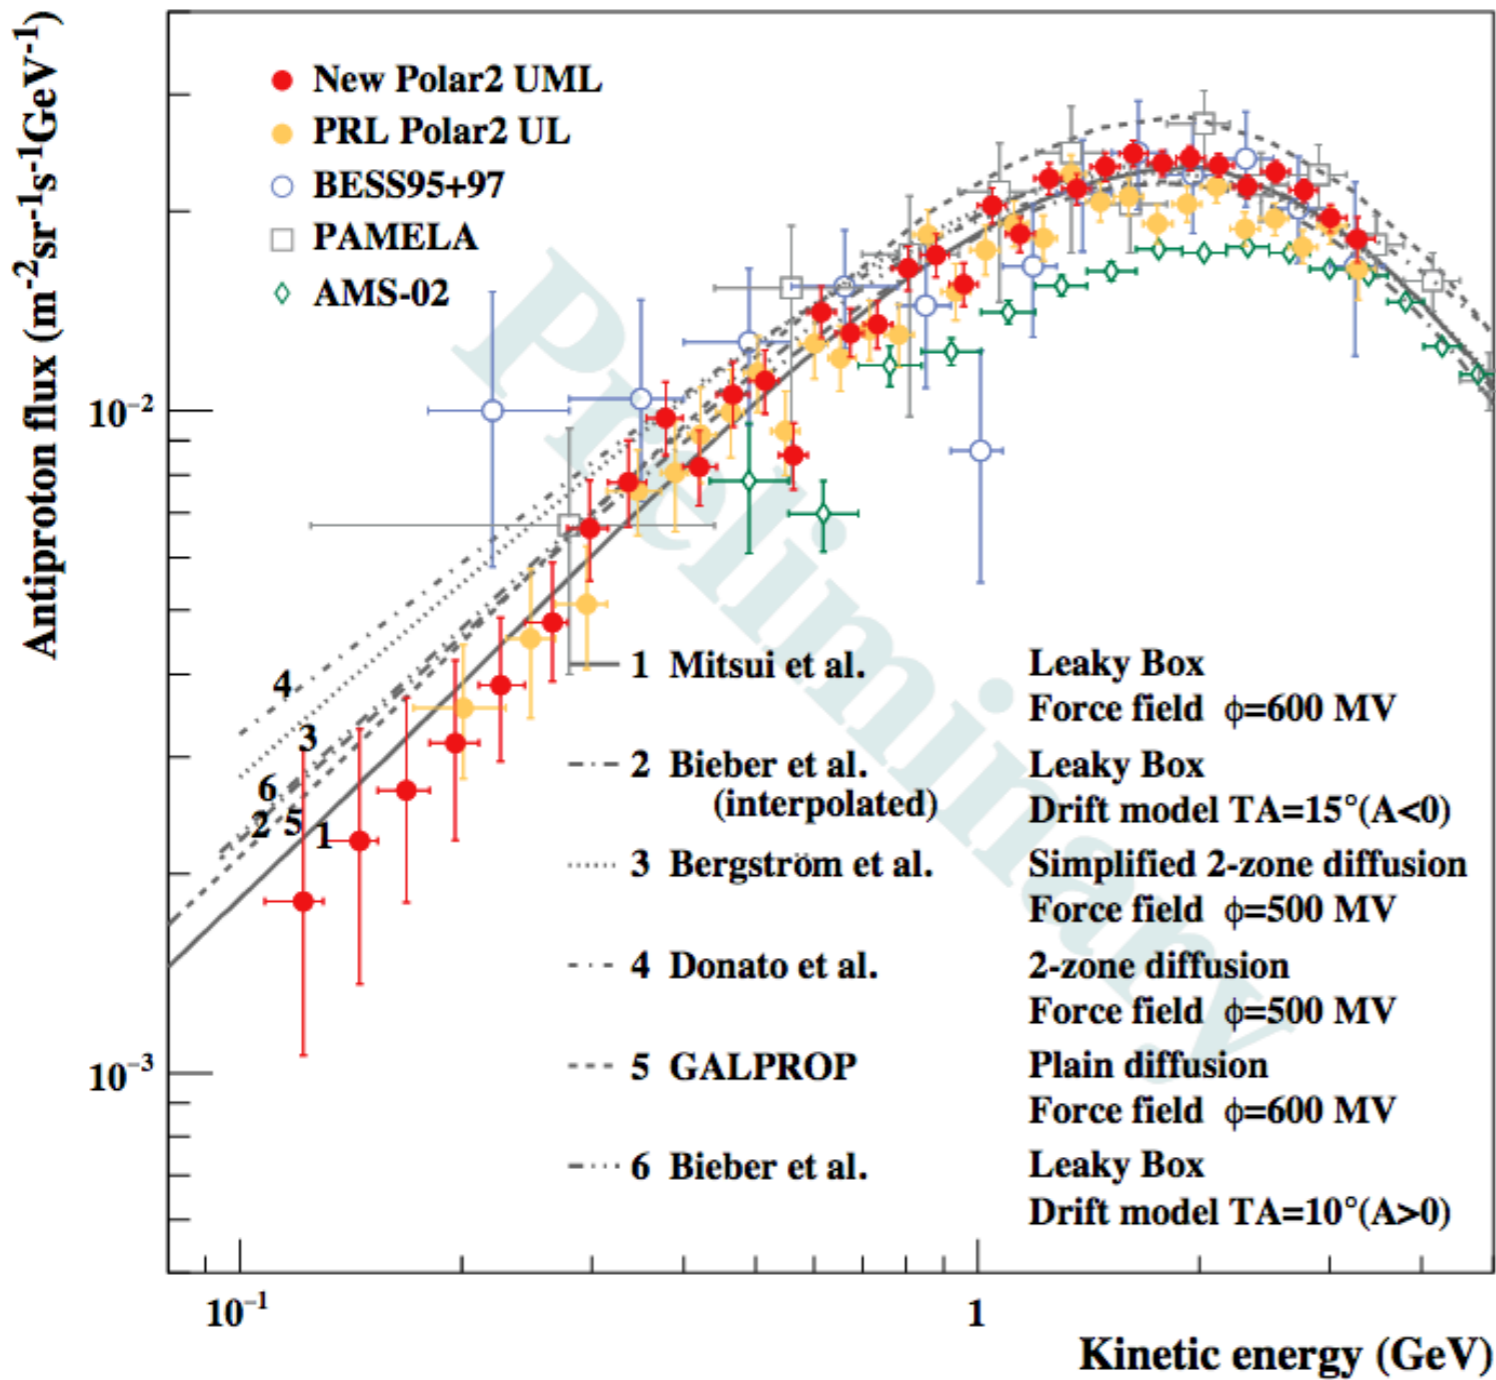 Antiproton flux (m⁻²sr⁻¹s⁻¹GeV⁻¹)
New Polar2 UML
PRL Polar2 UL
BESS95+97
PAMELA
AMS-02
10⁻²
10⁻³
4
3
6
2 5 1
1 Mitsui et al. Leaky Box
Force field ϕ=600 MV
2 Bieber et al. Leaky Box
(interpolated) Drift model TA=15°(A<0)
3 Bergström et al. Simplified 2-zone diffusion
Force field ϕ=500 MV
4 Donato et al. 2-zone diffusion
Force field ϕ=500 MV
5 GALPROP Plain diffusion
Force field ϕ=600 MV
6 Bieber et al. Leaky Box
Drift model TA=10°(A>0)
Preliminary
10⁻¹ 1
Kinetic energy (GeV)